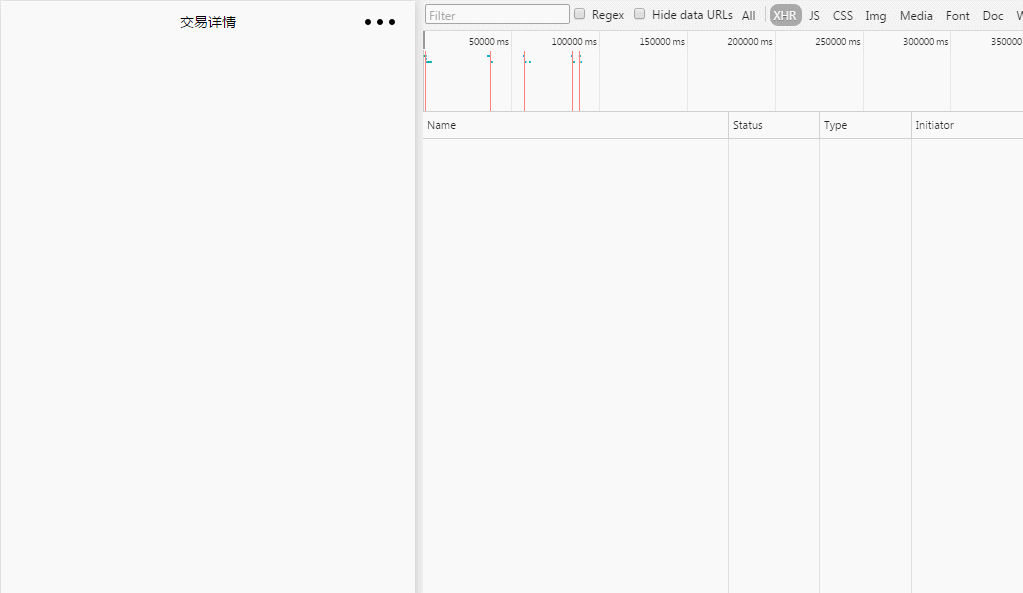 交易详情
Filter
Regex
Hide data URLs
All
XHR
JS
CSS
Img
Media
Font
Doc
50000 ms
100000 ms
150000 ms
200000 ms
250000 ms
300000 ms
350000
Name
Status
Type
Initiator